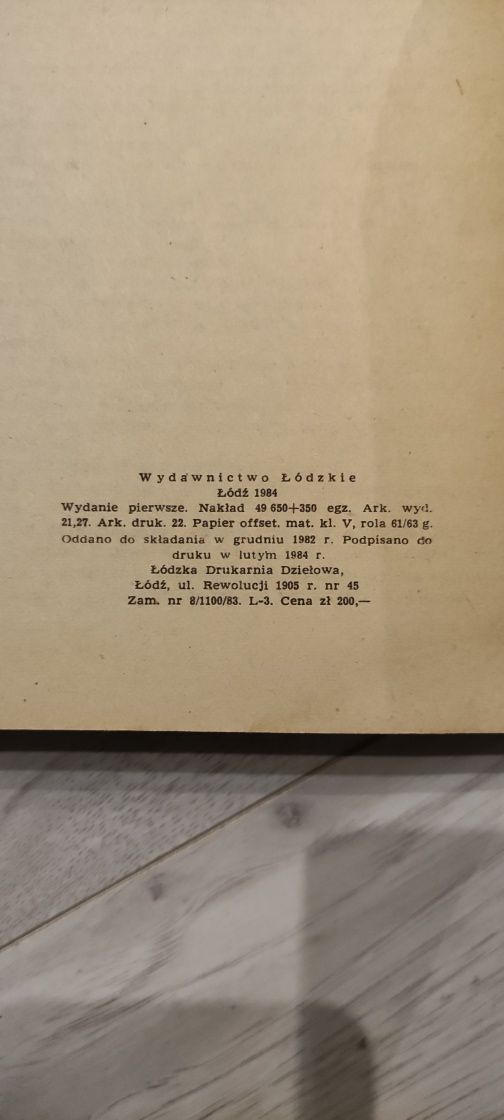 Wydawnictwo Łódzkie
Łódź 1984
Wydanie pierwsze. Nakład 49 650+350 egz. Ark. wyd.
21,27. Ark. druk. 22. Papier offset. mat. kl. V, rola 61/63 g.
Oddano do składania w grudniu 1982 r. Podpisano do
druku w lutym 1984 r.
Łódzka Drukarnia Dziełowa,
Łódź, ul. Rewolucji 1905 r. nr 45
Zam. nr 8/1100/83. L-3. Cena zł 200,—